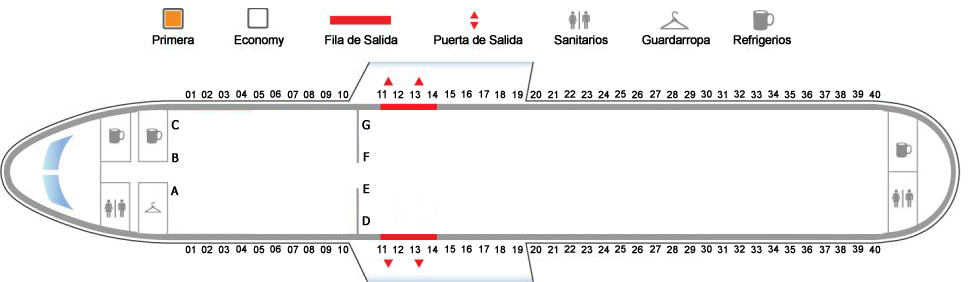 Primera Economy Fila de Salida Puerta de Salida Sanitarios Guardarropa Refrigerios
01 02 03 04 05 06 07 08 09 10 11 12 13 14 15 16 17 18 19 20 21 22 23 24 25 26 27 28 29 30 31 32 33 34 35 36 37 38 39 40
C G
B F
A E
D
01 02 03 04 05 06 07 08 09 10 11 12 13 14 15 16 17 18 19 20 21 22 23 24 25 26 27 28 29 30 31 32 33 34 35 36 37 38 39 40